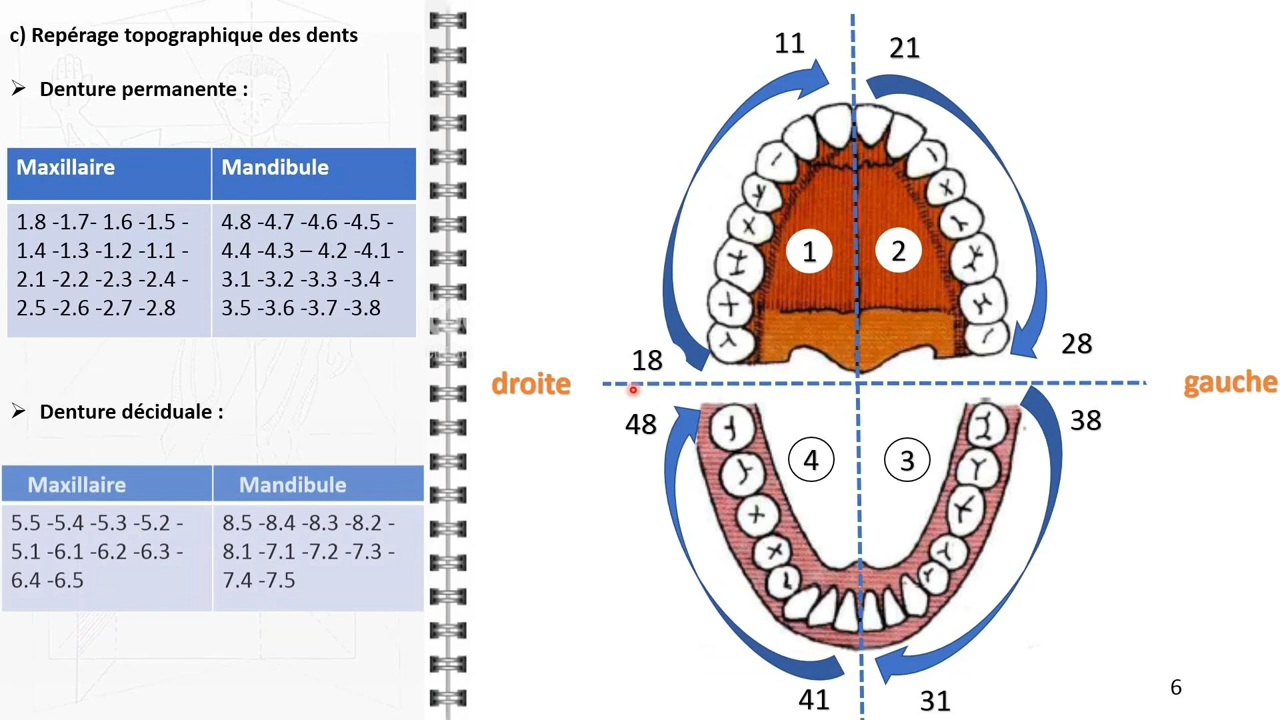 c) Repérage topographique des dents
➤ Denture permanente :
Maxillaire
Mandibule
1.8 -1.7- 1.6 -1.5 -
1.4 -1.3 -1.2 -1.1 -
2.1 -2.2 -2.3 -2.4 -
2.5 -2.6 -2.7 -2.8
4.8 -4.7 -4.6 -4.5 -
4.4 -4.3 – 4.2 -4.1 -
3.1 -3.2 -3.3 -3.4 -
3.5 -3.6 -3.7 -3.8
➤ Denture déciduale :
Maxillaire
Mandibule
5.5 -5.4 -5.3 -5.2 -
5.1 -6.1 -6.2 -6.3 -
6.4 -6.5
8.5 -8.4 -8.3 -8.2 -
8.1 -7.1 -7.2 -7.3 -
7.4 -7.5
11
21
1
2
18
28
droite
gauche
48
38
4
3
41
31
6